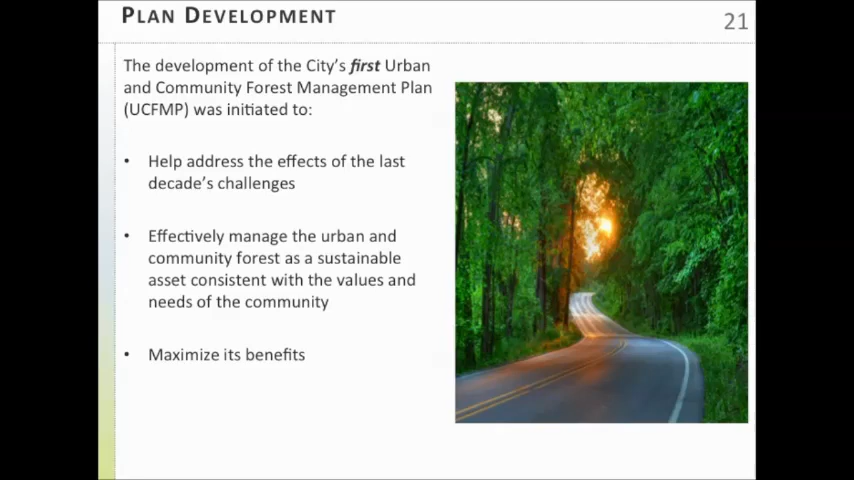 PLAN DEVELOPMENT
21
The development of the City's first Urban
and Community Forest Management Plan
(UCFMP) was initiated to:
• Help address the effects of the last
decade's challenges
• Effectively manage the urban and
community forest as a sustainable
asset consistent with the values and
needs of the community
• Maximize its benefits